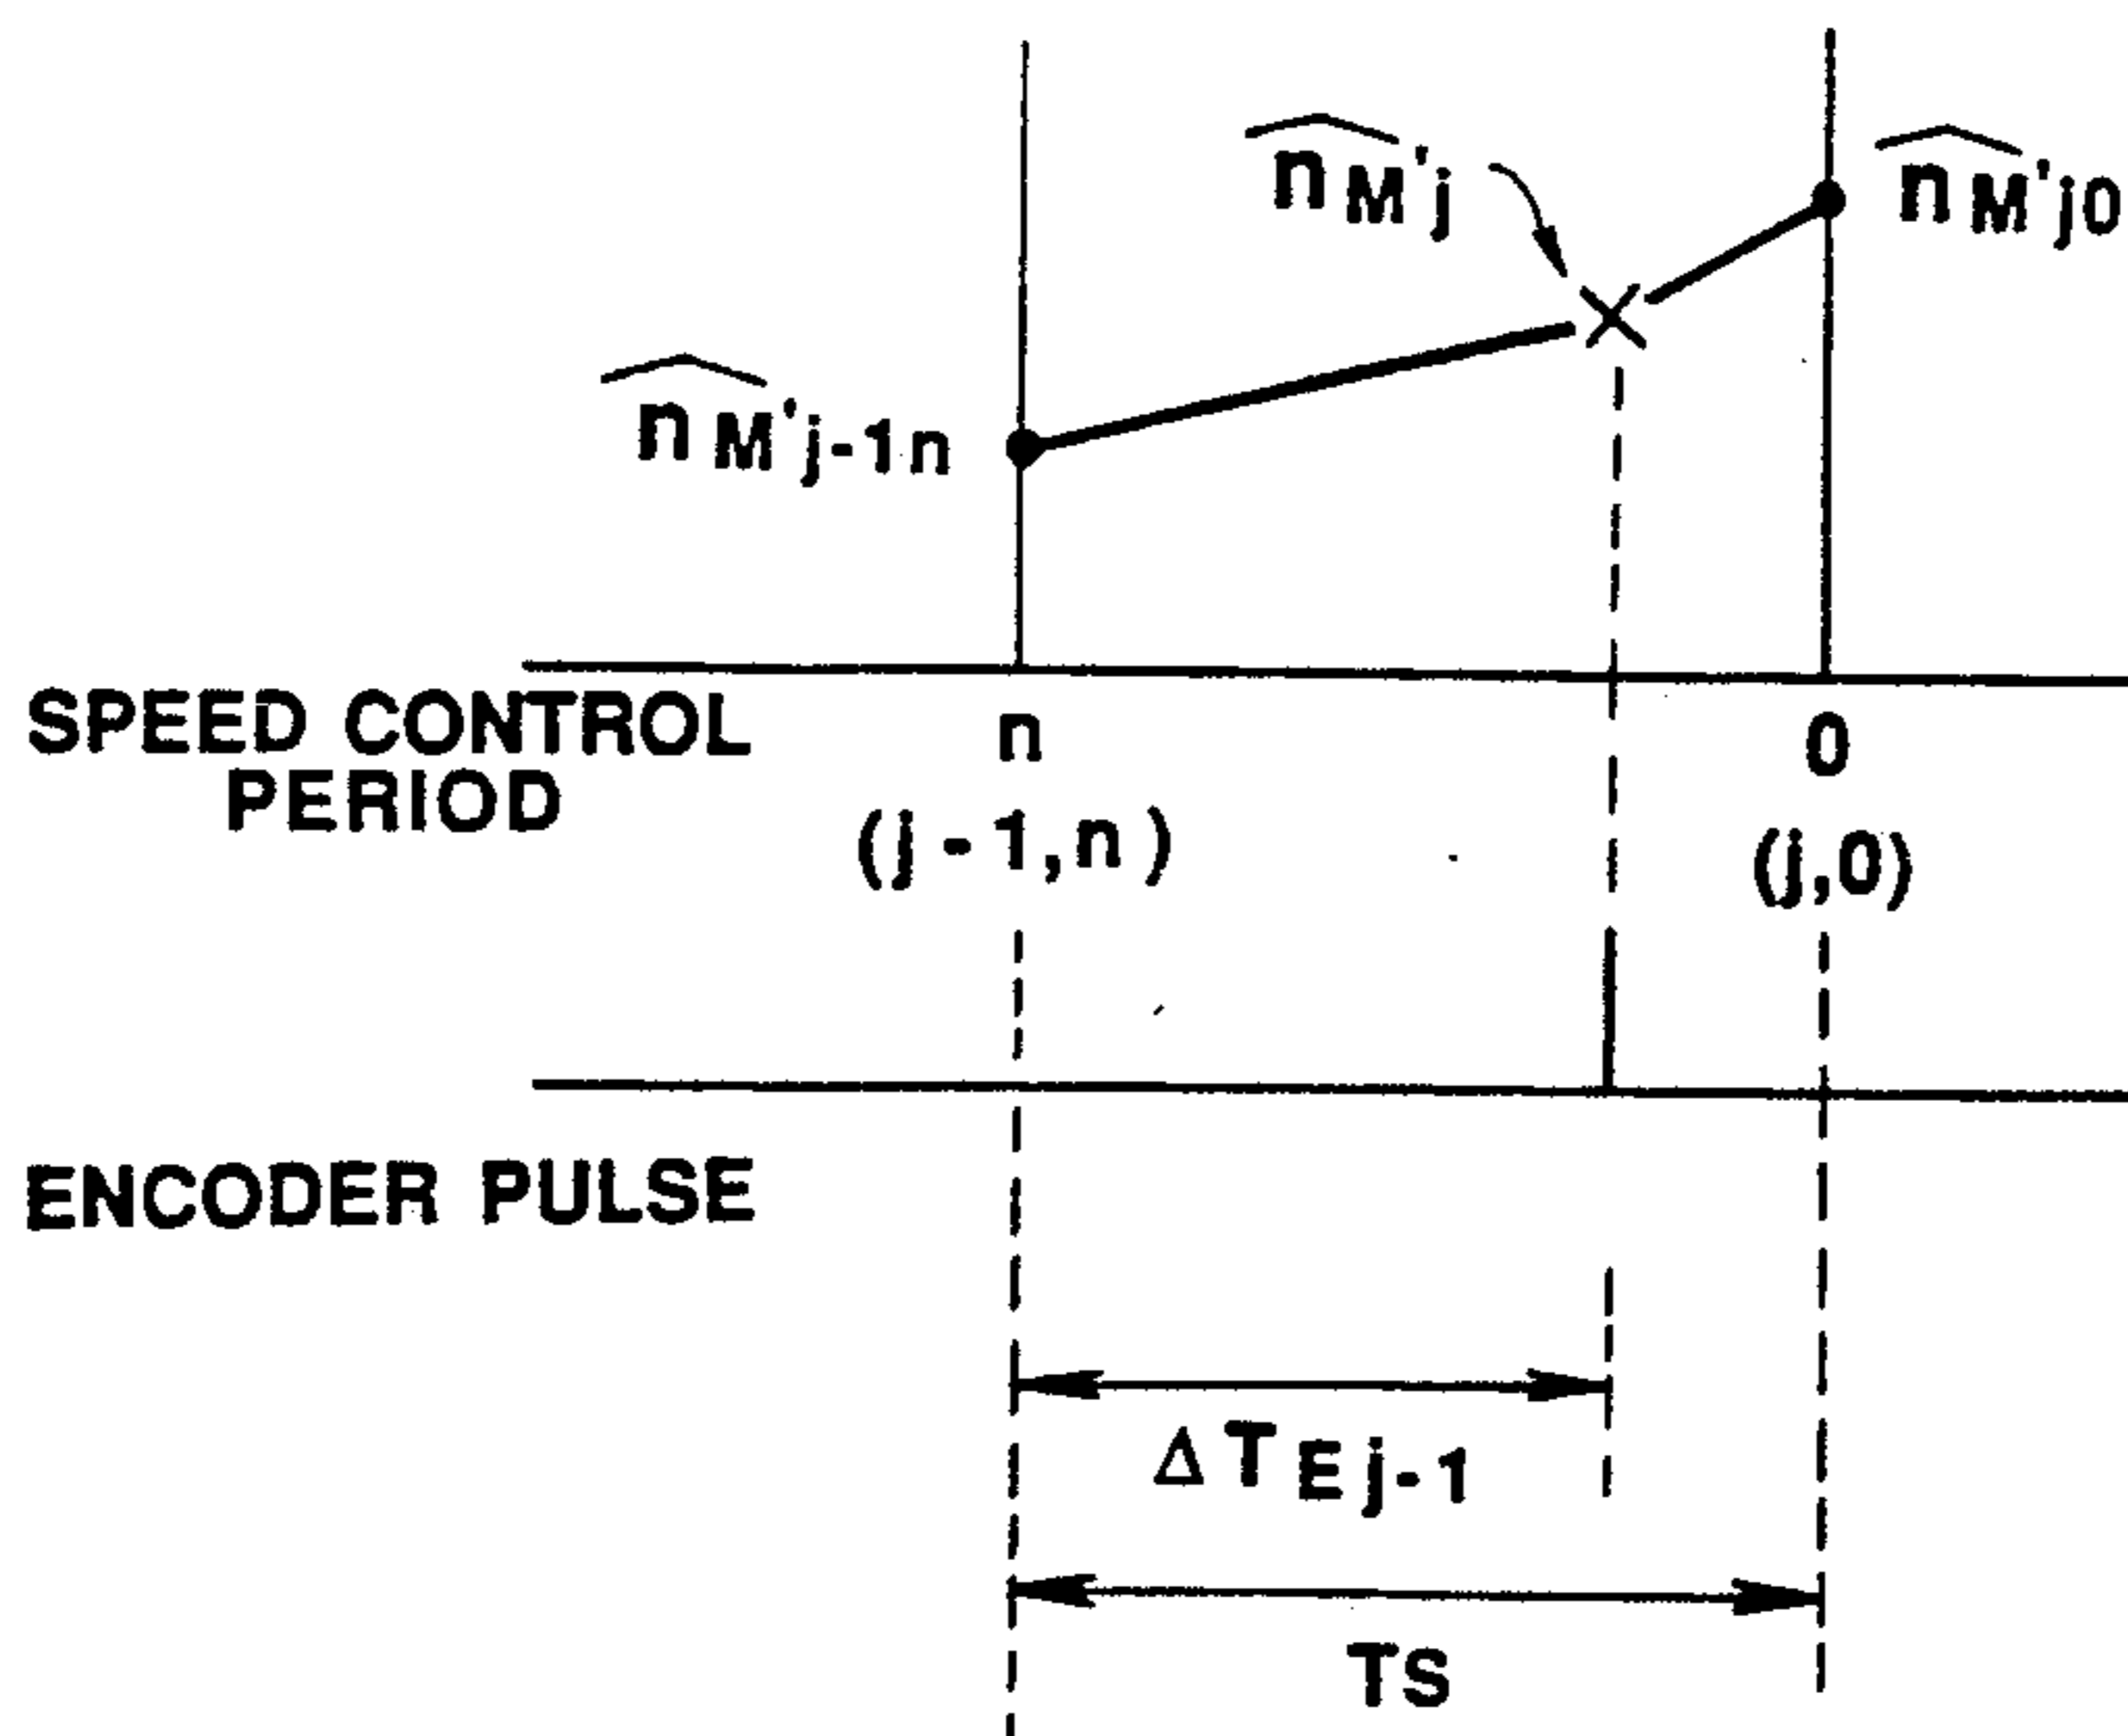 n̂M'j
n̂M'j0
n̂M'j-1n
SPEED CONTROL
PERIOD
n
0
(j-1,n)
(j,0)
ENCODER PULSE
ΔTEj-1
TS